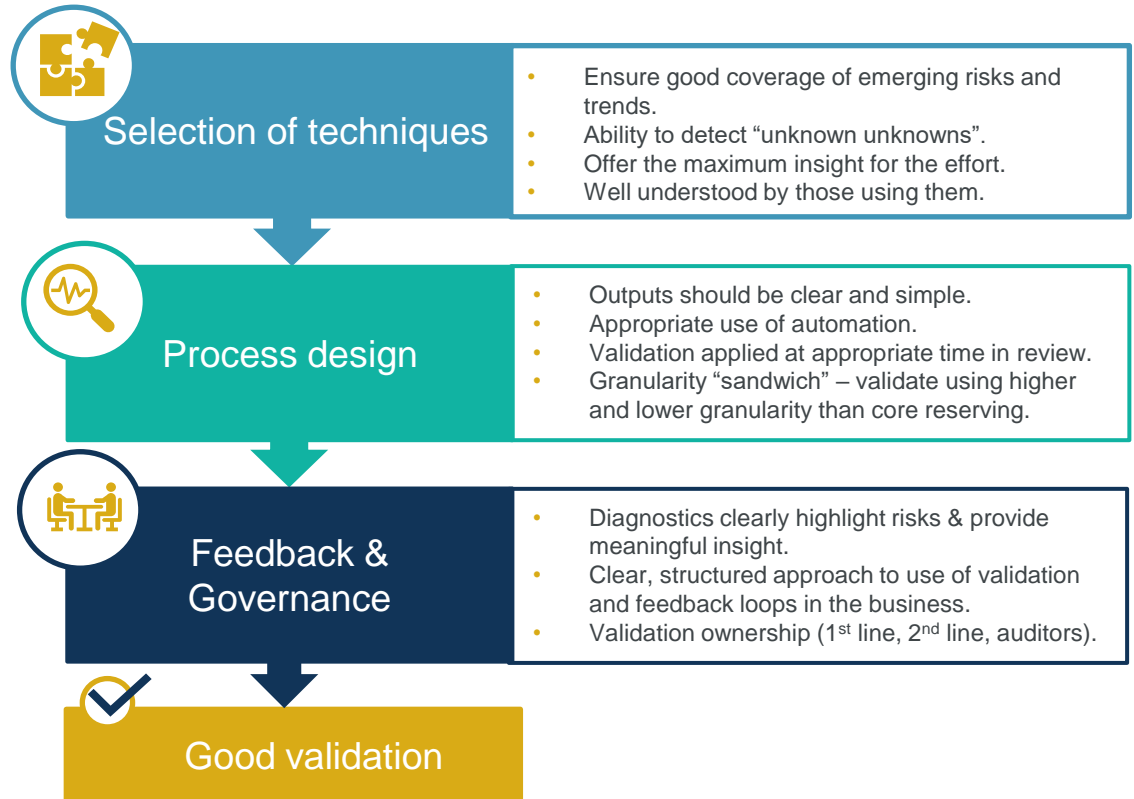 Selection of techniques
• Ensure good coverage of emerging risks and
trends.
• Ability to detect “unknown unknowns”.
• Offer the maximum insight for the effort.
• Well understood by those using them.
Process design
• Outputs should be clear and simple.
• Appropriate use of automation.
• Validation applied at appropriate time in review.
• Granularity “sandwich” – validate using higher
and lower granularity than core reserving.
Feedback &
Governance
• Diagnostics clearly highlight risks & provide
meaningful insight.
• Clear, structured approach to use of validation
and feedback loops in the business.
• Validation ownership (1st line, 2nd line, auditors).
Good validation